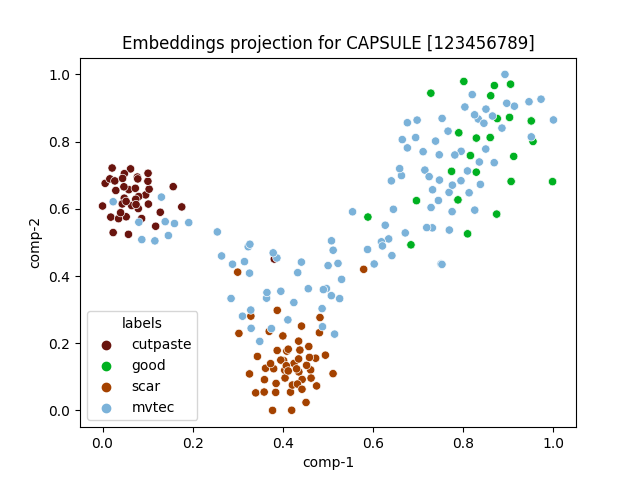 Embeddings projection for CAPSULE [123456789]
comp-2
1.0
0.8
0.6
0.4
0.2
0.0
labels
cutpaste
good
scar
mvtec
0.0 0.2 0.4 0.6 0.8 1.0
comp-1